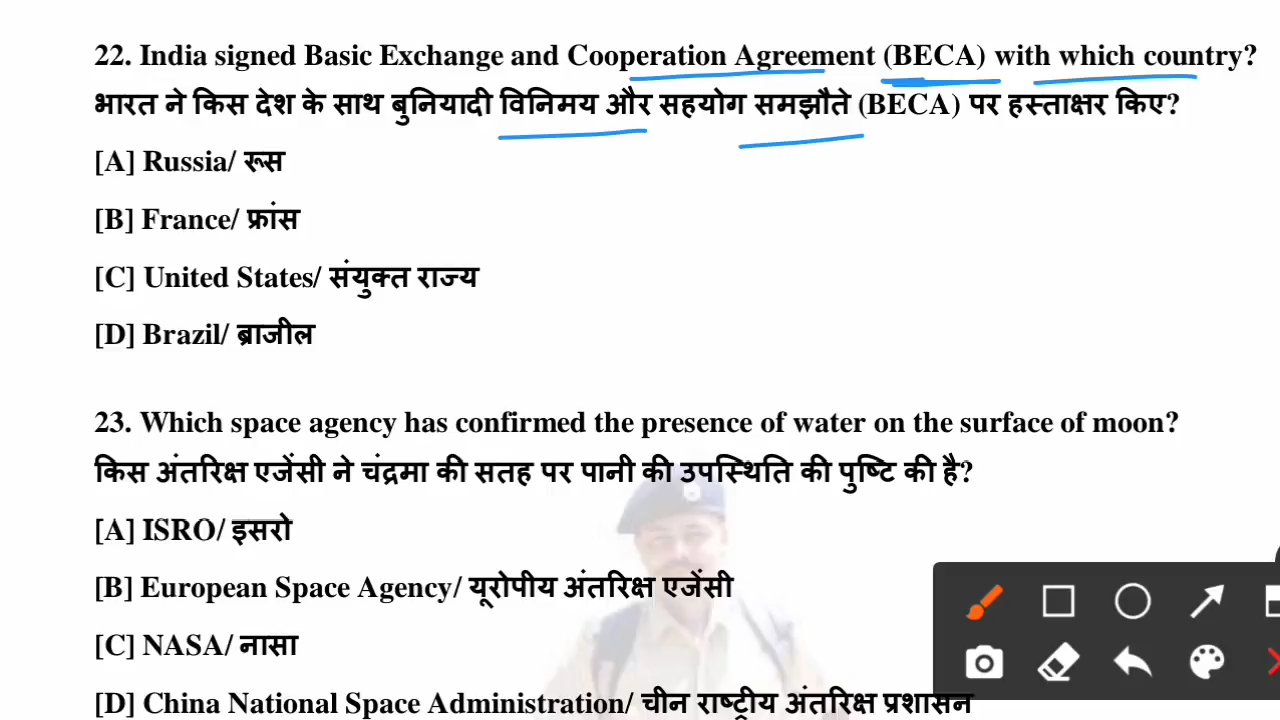 22. India signed Basic Exchange and Cooperation Agreement (BECA) with which country?
भारत ने किस देश के साथ बुनियादी विनिमय और सहयोग समझौते (BECA) पर हस्ताक्षर किए?
[A] Russia/ रूस
[B] France/ फ्रांस
[C] United States/ संयुक्त राज्य
[D] Brazil/ ब्राजील
23. Which space agency has confirmed the presence of water on the surface of moon?
किस अंतरिक्ष एजेंसी ने चंद्रमा की सतह पर पानी की उपस्थिति की पुष्टि की है?
[A] ISRO/ इसरो
[B] European Space Agency/ यूरोपीय अंतरिक्ष एजेंसी
[C] NASA/ नासा
[D] China National Space Administration/ चीन राष्ट्रीय अंतरिक्ष प्रशासन